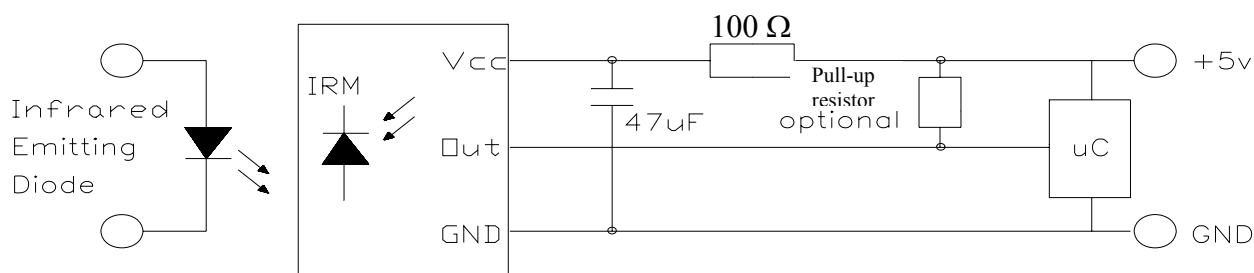 100 Ω
Vcc
+5v
IRM
Pull-up
resistor
optional
47uF
Infrared
Emitting
Diode
Out
uC
GND
GND